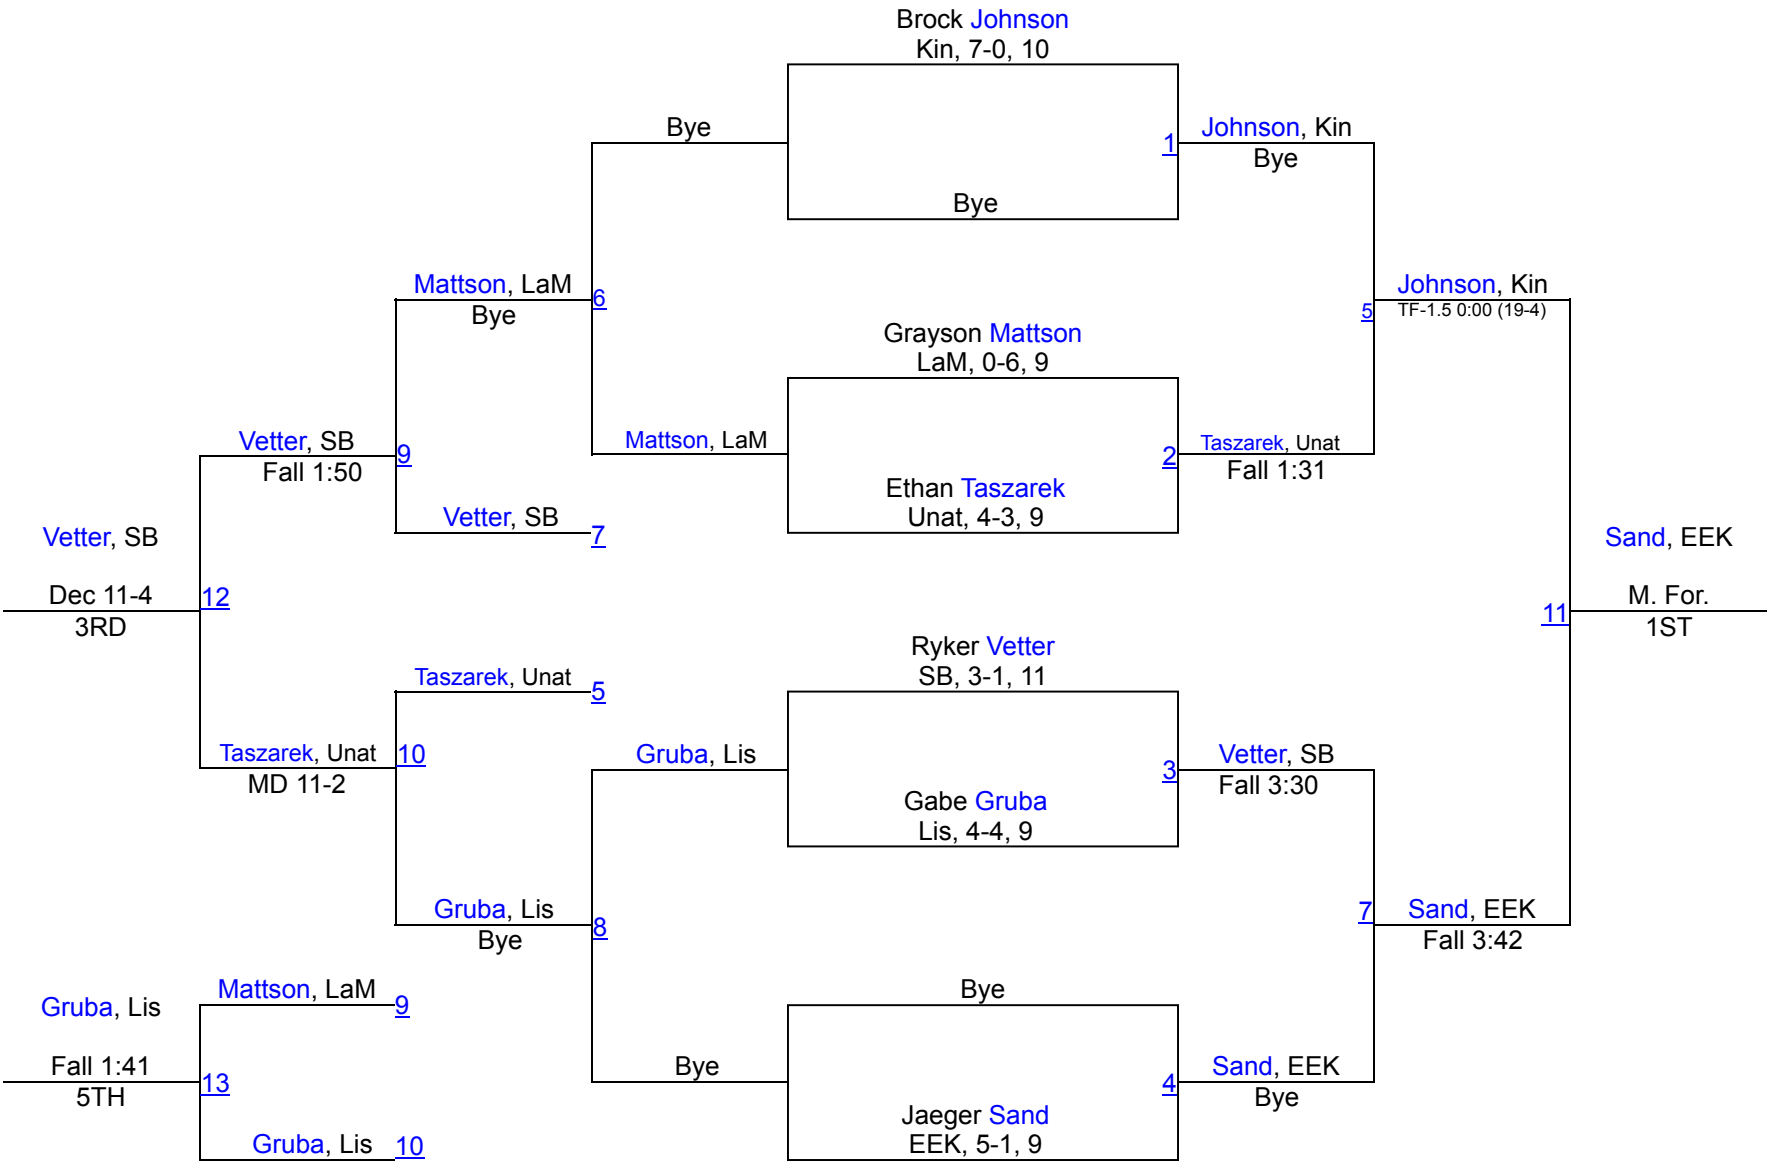 Brock Johnson
Kin, 7-0, 10
Bye
1
Johnson, Kin
Bye
Bye
Mattson, LaM
Bye
6
Johnson, Kin
5
TF-1.5 0:00 (19-4)
Grayson Mattson
LaM, 0-6, 9
Vetter, SB
Fall 1:50
9
Mattson, LaM
2
Taszarek, Unat
Fall 1:31
Ethan Taszarek
Unat, 4-3, 9
Vetter, SB
7
Vetter, SB
Dec 11-4
3RD
12
Sand, EEK
M. For.
1ST
11
Ryker Vetter
SB, 3-1, 11
Taszarek, Unat
5
Taszarek, Unat
MD 11-2
10
Gruba, Lis
3
Vetter, SB
Fall 3:30
Gabe Gruba
Lis, 4-4, 9
Gruba, Lis
Bye
8
7
Sand, EEK
Fall 3:42
Mattson, LaM
9
Bye
Gruba, Lis
Fall 1:41
5TH
13
Bye
4
Sand, EEK
Bye
Jaeger Sand
EEK, 5-1, 9
Gruba, Lis
10